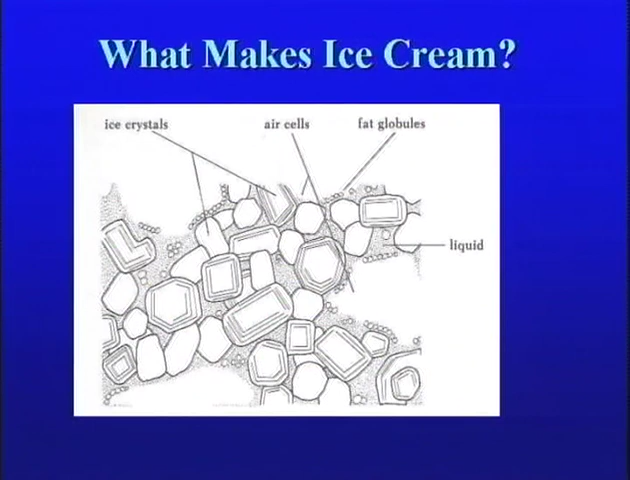 What Makes Ice Cream?
ice crystals air cells fat globules
liquid